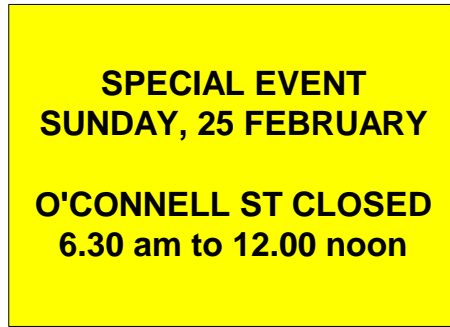 SPECIAL EVENT
SUNDAY, 25 FEBRUARY
O'CONNELL ST CLOSED
6.30 am to 12.00 noon